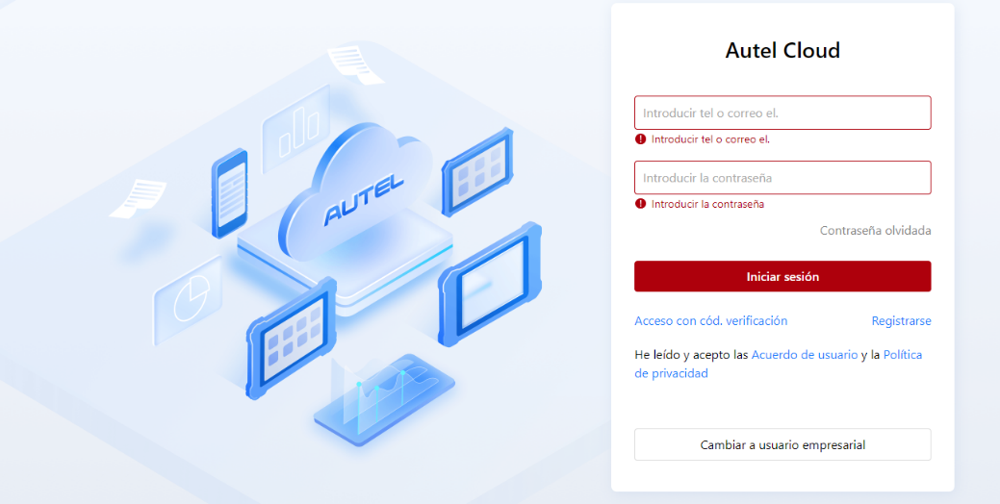 AUTEL
Autel Cloud
Introducir tel o correo el.
Introducir tel o correo el.
Introducir la contraseña
Introducir la contraseña
Contraseña olvidada
Iniciar sesión
Acceso con cód. verificación
Registrarse
He leído y acepto las Acuerdo de usuario y la Política
de privacidad
Cambiar a usuario empresarial